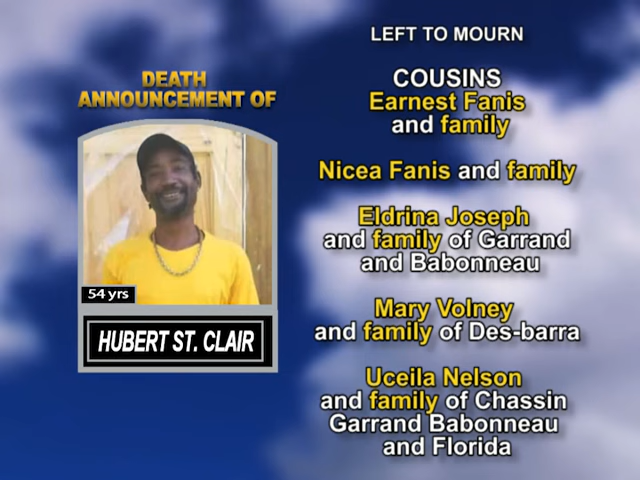 DEATH
ANNOUNCEMENT OF
54 yrs
HUBERT ST. CLAIR
LEFT TO MOURN
COUSINS
Earnest Fanis
and family
Nicea Fanis and family
Eldrina Joseph
and family of Garrand
and Babonneau
Mary Volney
and family of Des-barra
Uceila Nelson
and family of Chassin
Garrand Babonneau
and Florida